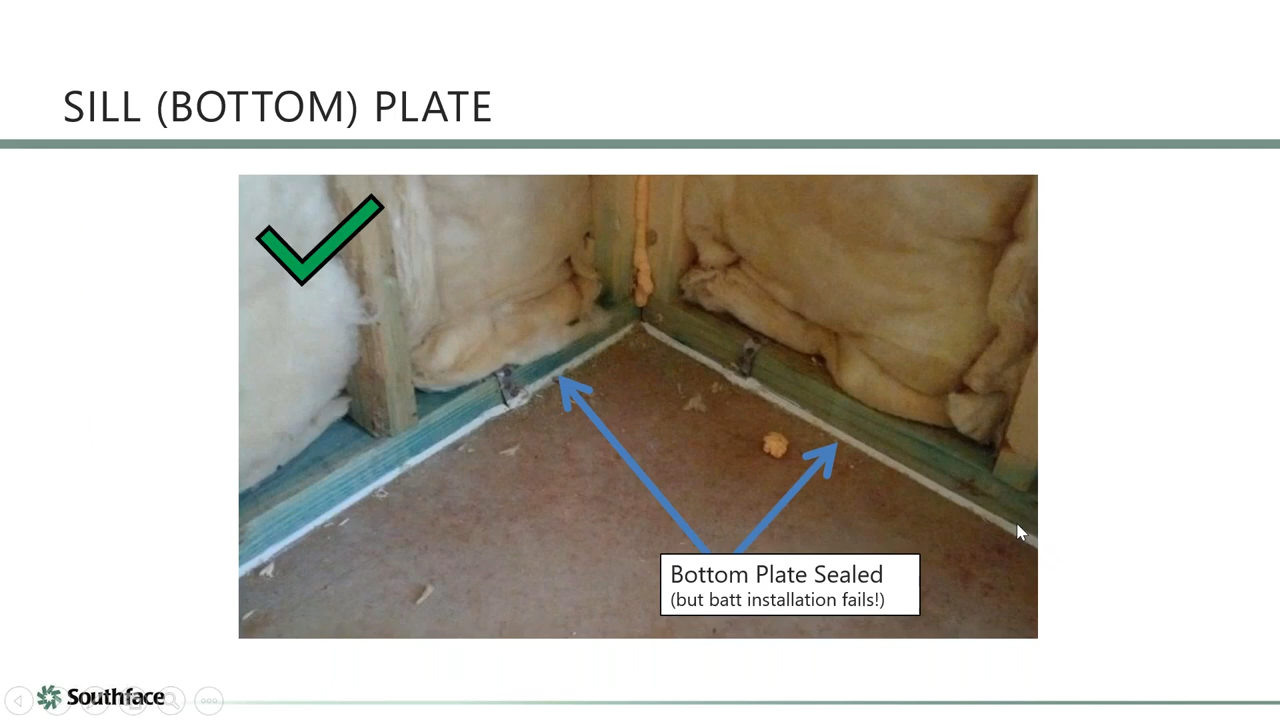 SILL (BOTTOM) PLATE
Bottom Plate Sealed
(but batt installation fails!)
Southface